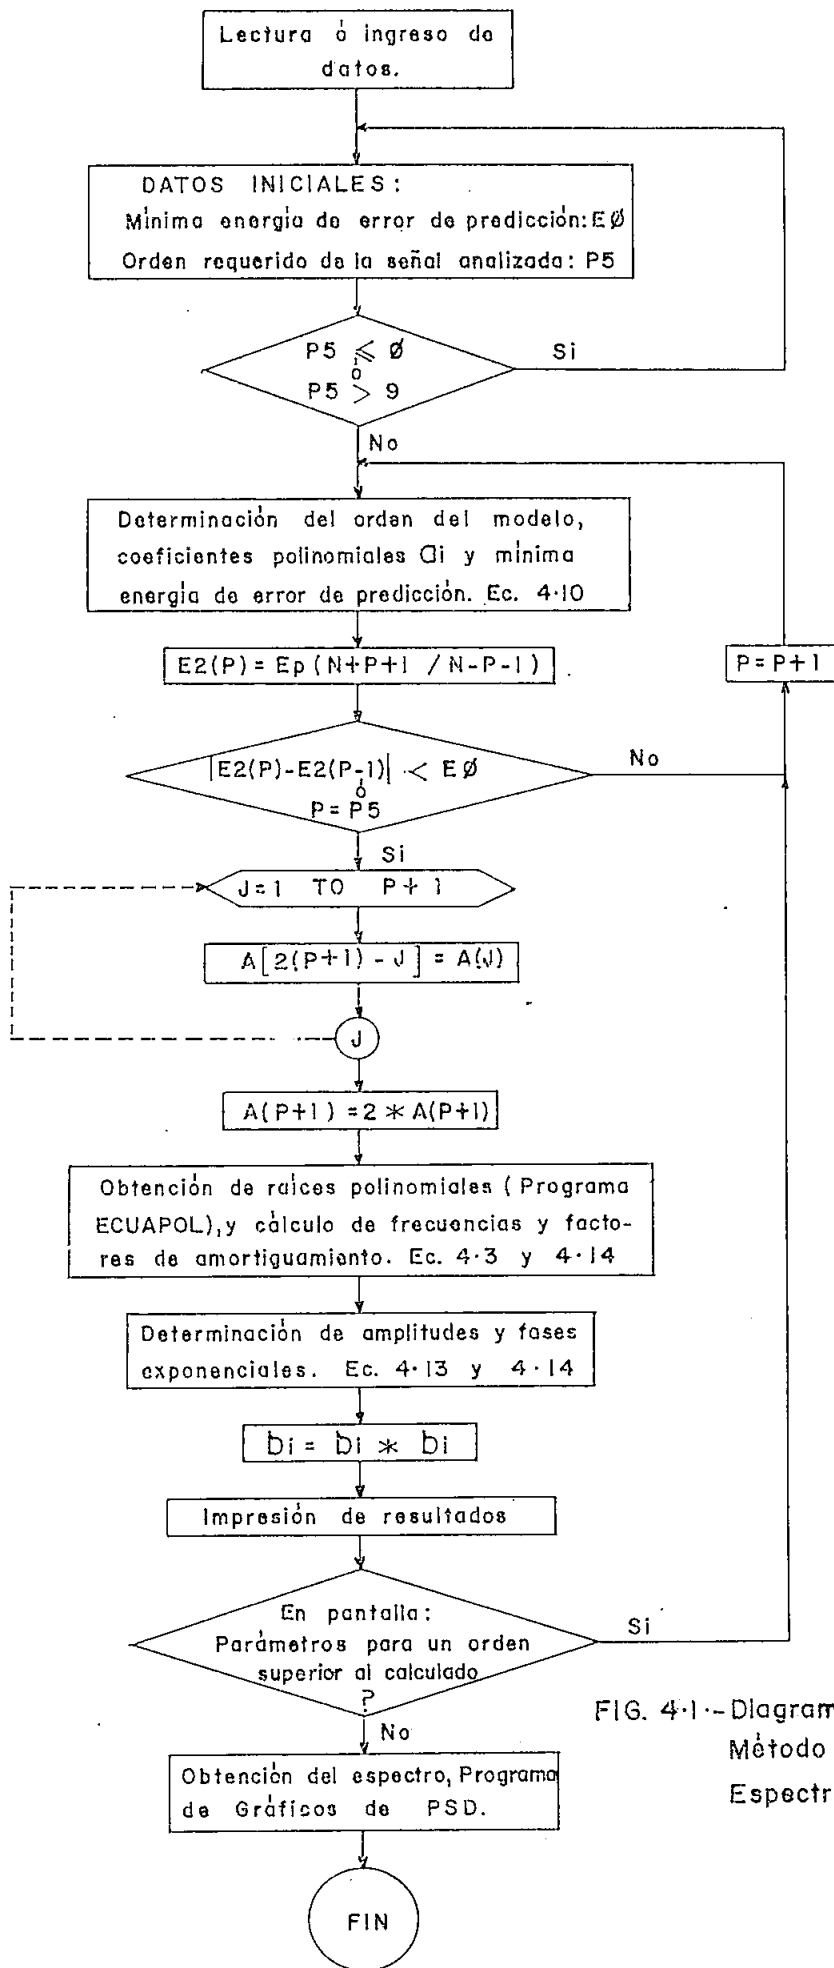 Lectura ó ingreso de
datos.
DATOS INICIALES:
Mínima energía de error de predicción: EØ
Orden requerido de la señal analizada: P5
P5 ⩽ Ø
ó
P5 > 9
Si
No
Determinación del orden del modelo,
coeficientes polinomiales ai y mínima
energía de error de predicción. Ec. 4·10
E2(P) = Ep (N+P+1 / N-P-1)
P = P+1
|E2(P)-E2(P-1)| < EØ
ó
P = P5
No
Si
J=1 TO P+1
A[2(P+1) - J] = A(J)
J
A(P+1) = 2 * A(P+1)
Obtención de raíces polinomiales (Programa
ECUAPOL), y cálculo de frecuencias y facto-
res de amortiguamiento. Ec. 4·3 y 4·14
Determinación de amplitudes y fases
exponenciales. Ec. 4·13 y 4·14
bi = bi * bi
Impresión de resultados
En pantalla:
Parámetros para un orden
superior al calculado
?
Si
No
Obtención del espectro, Programa
de Gráficos de PSD.
FIN
FIG. 4·1.- Diagram
Método
Espectr